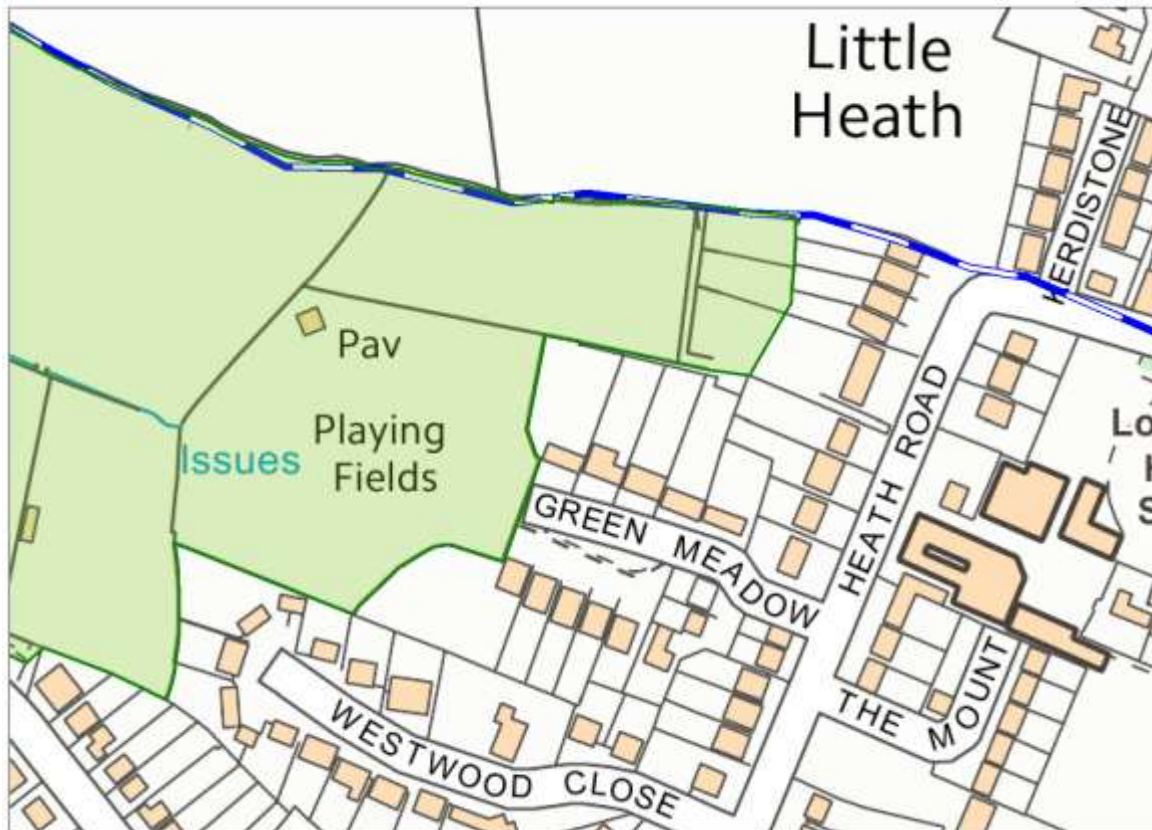 Little
Heath
HERDISTONE
Pav
Playing
Fields
Issues
HEATH ROAD
GREEN MEADOW
THE MOUNT
WESTWOOD CLOSE